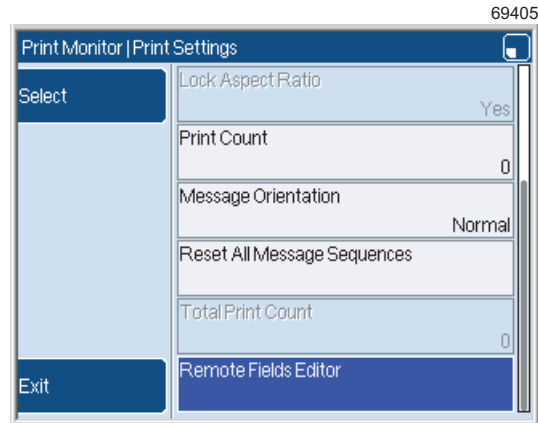 69405
Print Monitor | Print Settings
Select
Lock Aspect Ratio
Yes
Print Count
0
Message Orientation
Normal
Reset All Message Sequences
Total Print Count
0
Remote Fields Editor
Exit